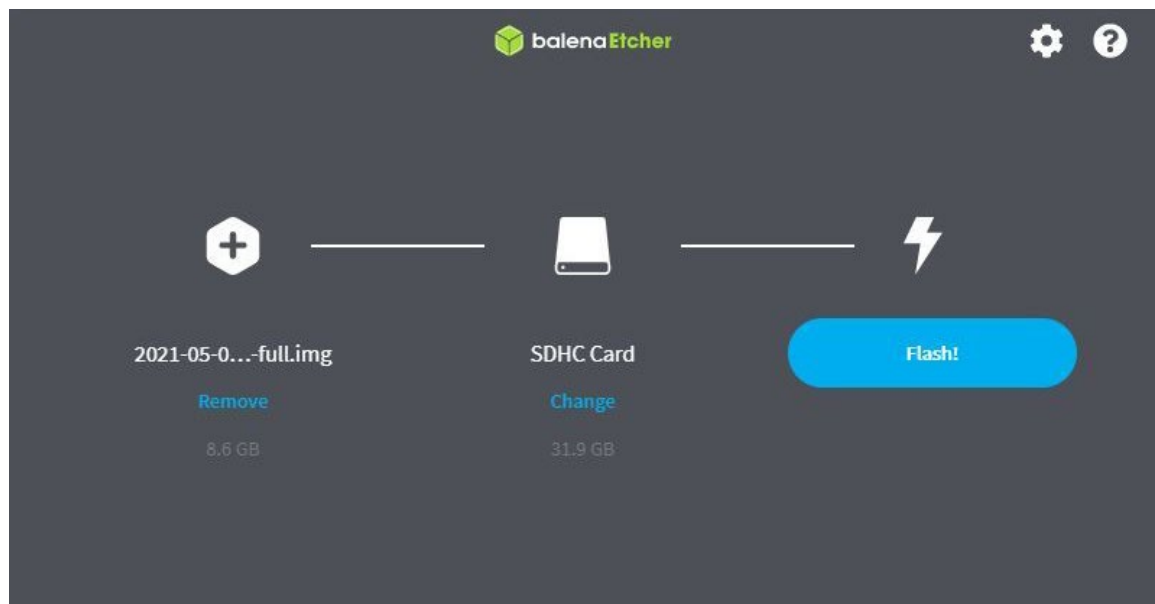 balenaEtcher
2021-05-0...-full.img
SDHC Card
Flash!
Remove
Change
8.6 GB
31.9 GB